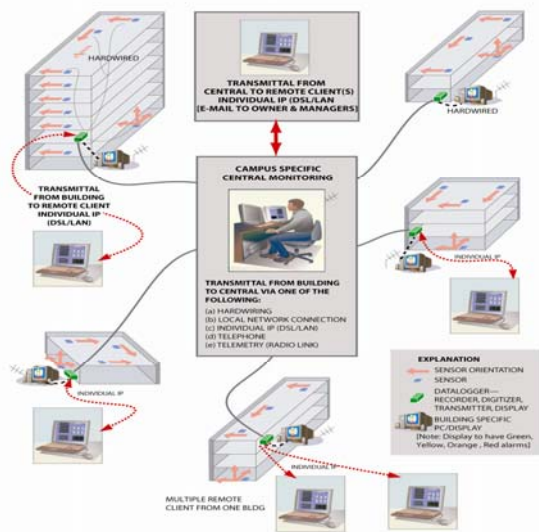 HARDWIRED
TRANSMITTAL FROM
CENTRAL TO REMOTE CLIENT(S)
INDIVIDUAL IP (DSL/LAN
[E-MAIL TO OWNER & MANAGERS]
HARDWIRED
CAMPUS SPECIFIC
CENTRAL MONITORING
TRANSMITTAL
FROM BUILDING
TO REMOTE CLIENT
INDIVIDUAL IP
(DSL/LAN)
INDIVIDUAL IP
TRANSMITTAL FROM BUILDING
TO CENTRAL VIA ONE OF THE
FOLLOWING:
(a) HARDWIRING
(b) LOCAL NETWORK CONNECTION
(c) INDIVIDUAL IP (DSL/LAN)
(d) TELEPHONE
(e) TELEMETRY (RADIO LINK)
INDIVIDUAL IP
EXPLANATION
SENSOR ORIENTATION
SENSOR
DATALOGGER—
RECORDER, DIGITIZER,
TRANSMITTER, DISPLAY
BUILDING SPECIFIC
PC/DISPLAY
[Note: Display to have Green,
Yellow, Orange , Red alarms]
INDIVIDUAL IP
MULTIPLE REMOTE
CLIENT FROM ONE BLDG